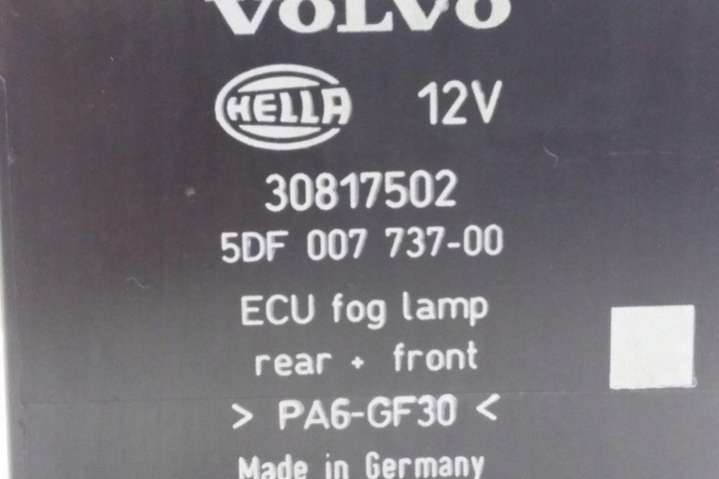 VOLVO
HELLA 12V
30817502
5DF 007 737-00
ECU fog lamp
rear + front
> PA6-GF30 <
Made in Germany